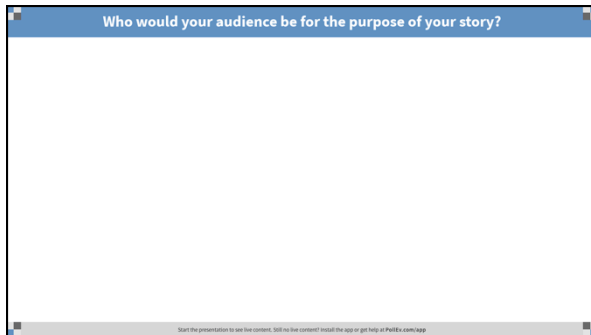 Who would your audience be for the purpose of your story?
Start the presentation to see live content. Still no live content? Install the app or get help at PollEv.com/app